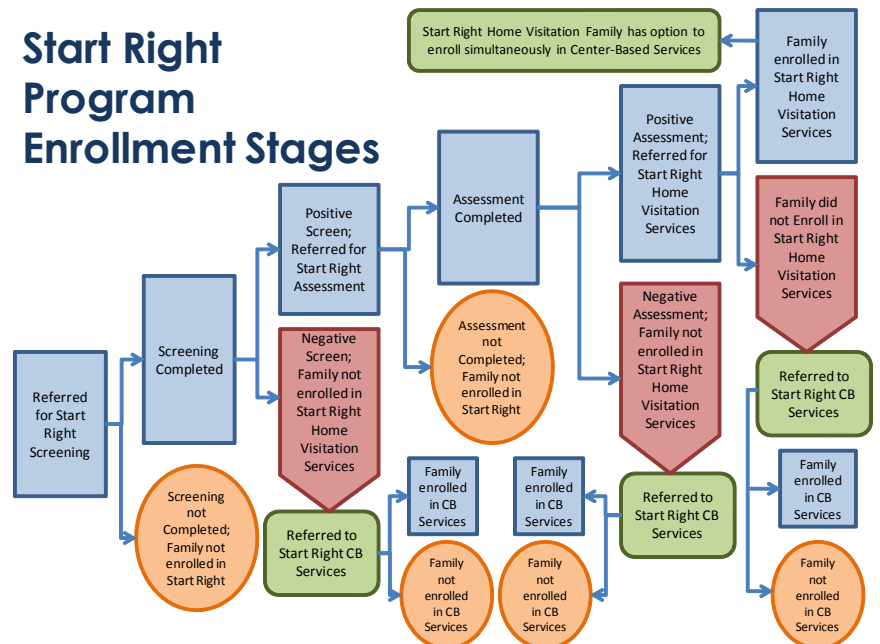 Start Right
Program
Enrollment Stages
Start Right Home Visitation Family has option to
enroll simultaneously in Center-Based Services
Family
enrolled in
Start Right
Home
Visitation
Services
Positive
Assessment;
Referred for
Start Right
Home
Visitation
Services
Assessment
Completed
Positive
Screen;
Referred for
Start Right
Assessment
Screening
Completed
Referred
for Start
Right
Screening
Family did
not Enroll in
Start Right
Home
Visitation
Services
Negative
Assessment;
Family not
enrolled in
Start Right
Home
Visitation
Services
Assessment
not
Completed;
Family not
enrolled in
Start Right
Negative
Screen;
Family not
enrolled in
Start Right
Home
Visitation
Services
Screening
not
Completed;
Family not
enrolled in
Start Right
Referred to
Start Right CB
Services
Family
enrolled
in CB
Services
Family
not
enrolled
in CB
Services
Family
enrolled
in CB
Services
Family
not
enrolled
in CB
Services
Referred to
Start Right CB
Services
Referred to
Start Right CB
Services
Family
enrolled
in CB
Services
Family
not
enrolled
in CB
Services